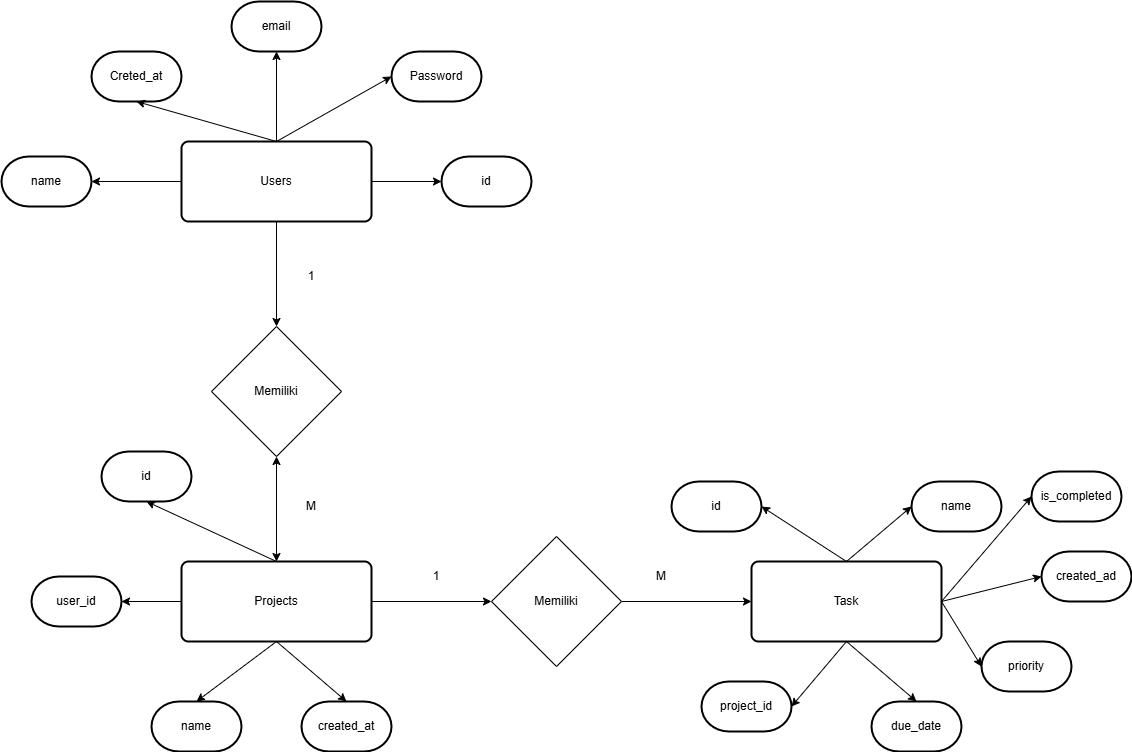 email
Creted_at
Password
name
Users
id
1
Memiliki
id
M
id
name
is_completed
user_id
Projects
1
Memiliki
M
Task
created_ad
priority
name
created_at
project_id
due_date